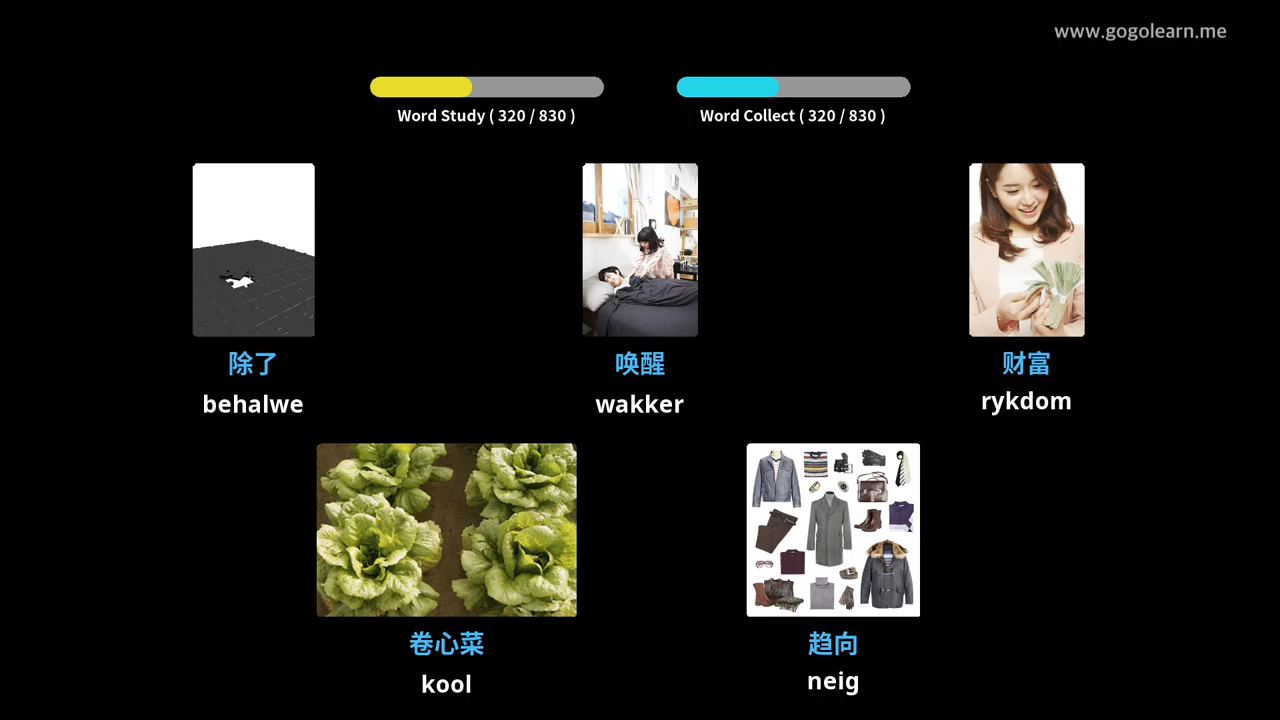 www.gogolearn.me
Word Study ( 320 / 830 )
Word Collect ( 320 / 830 )
除了
behalwe
唤醒
wakker
财富
rykdom
卷心菜
kool
趋向
neig